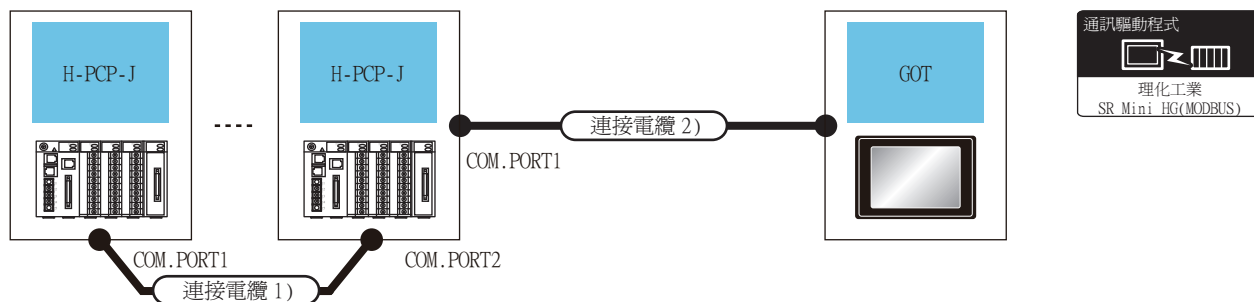 H-PCP-J
H-PCP-J
GOT
通訊驅動程式
理化工業
SR Mini HG(MODBUS)
連接電纜 2)
COM.PORT1
COM.PORT1
COM.PORT2
連接電纜 1)